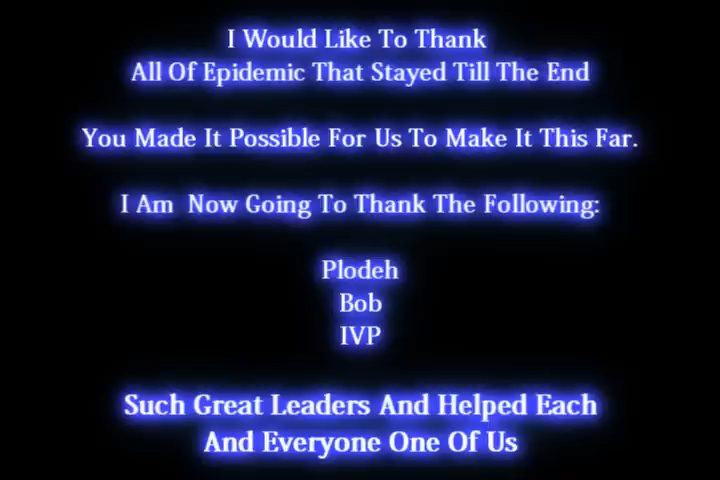 I Would Like To Thank
All Of Epidemic That Stayed Till The End
You Made It Possible For Us To Make It This Far.
I Am  Now Going To Thank The Following:
Plodeh
Bob
IVP
Such Great Leaders And Helped Each
And Everyone One Of Us